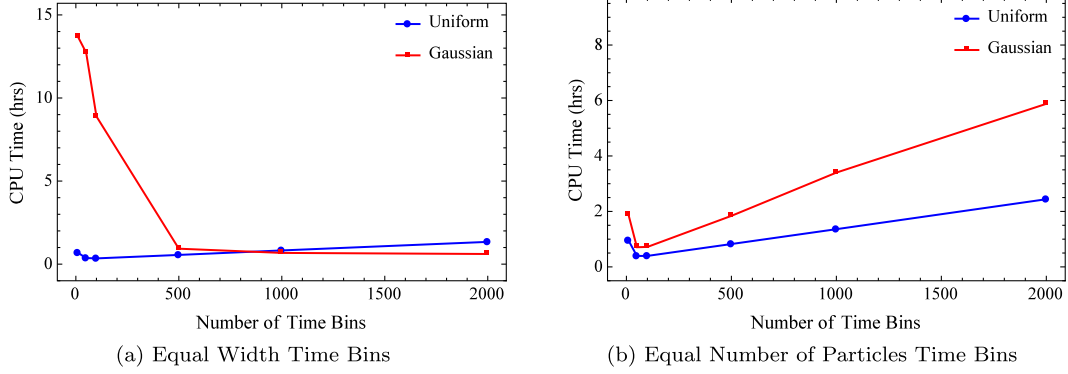 Uniform
Gaussian
CPU Time (hrs)
15
10
5
0
0 500 1000 1500 2000
Number of Time Bins
(a) Equal Width Time Bins
Uniform
Gaussian
CPU Time (hrs)
8
6
4
2
0
0 500 1000 1500 2000
Number of Time Bins
(b) Equal Number of Particles Time Bins